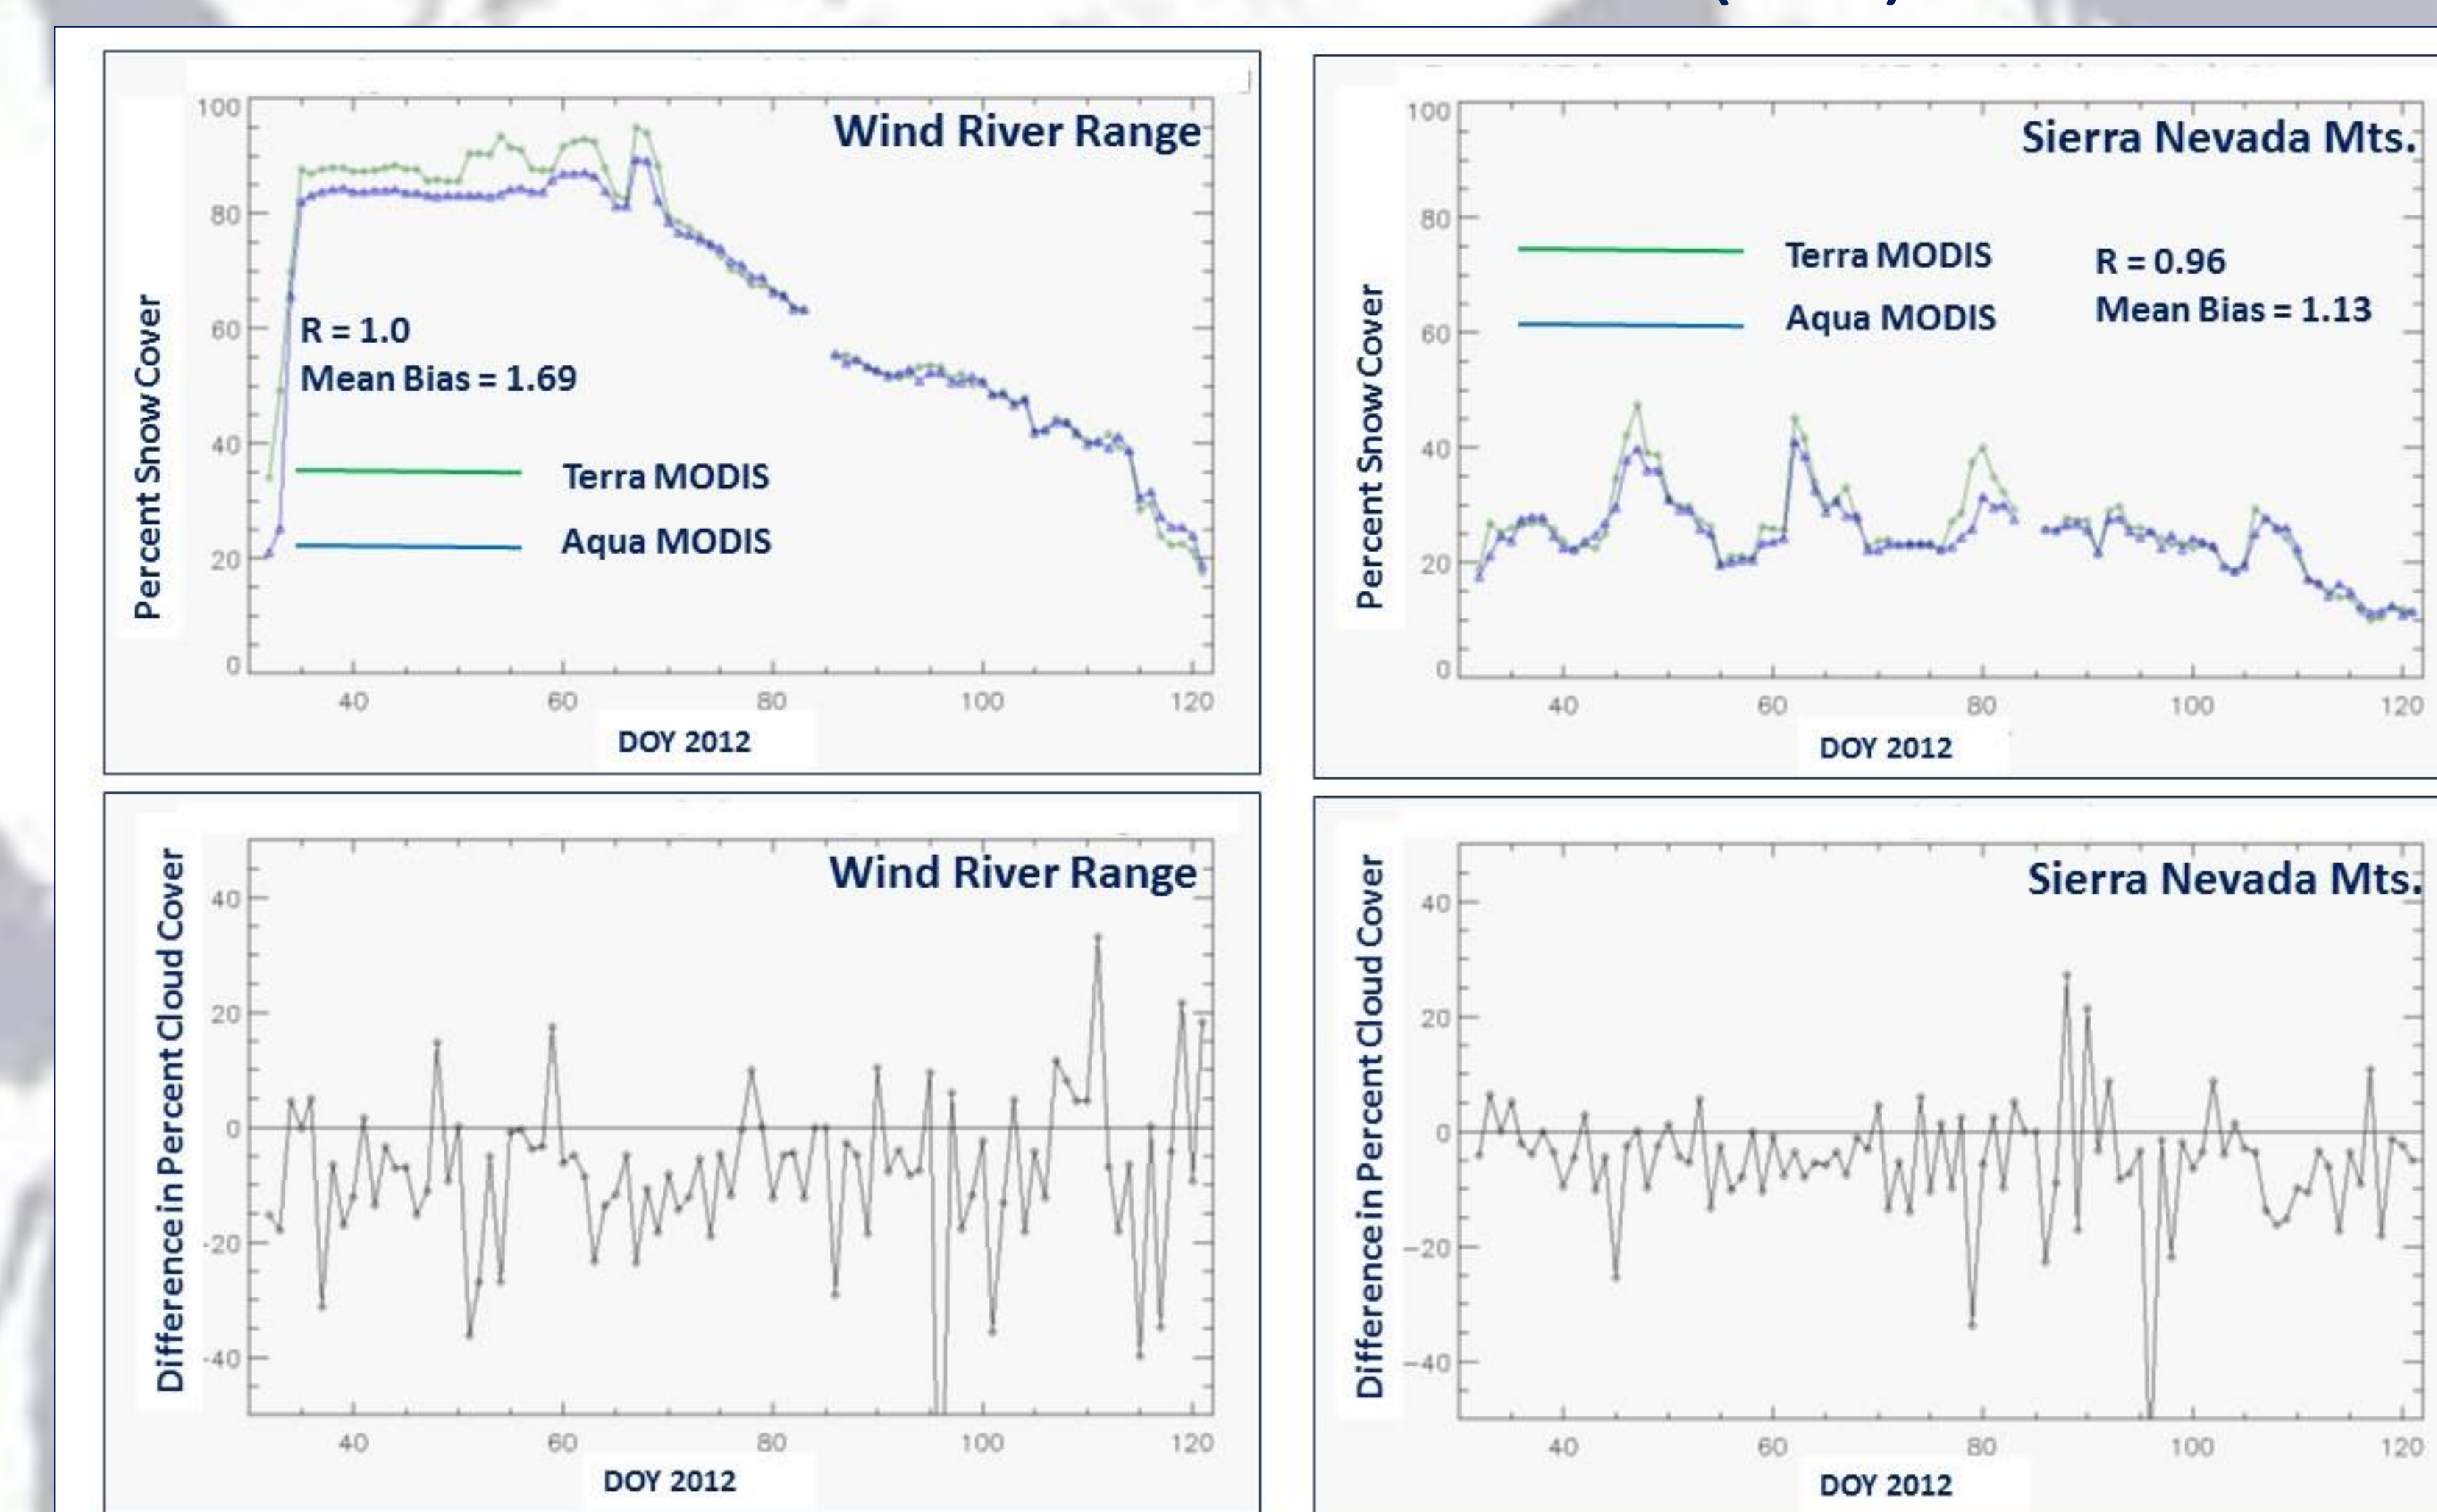 Wind River Range
Percent Snow Cover
100
80
60
40
20
0
R = 1.0
Mean Bias = 1.69
Terra MODIS
Aqua MODIS
40 60 80 100 120
DOY 2012
Sierra Nevada Mts.
Percent Snow Cover
100
80
60
40
20
0
Terra MODIS
Aqua MODIS
R = 0.96
Mean Bias = 1.13
40 60 80 100 120
DOY 2012
Wind River Range
Difference in Percent Cloud Cover
40
20
0
-20
-40
40 60 80 100 120
DOY 2012
Sierra Nevada Mts.
Difference in Percent Cloud Cover
40
20
0
-20
-40
40 60 80 100 120
DOY 2012